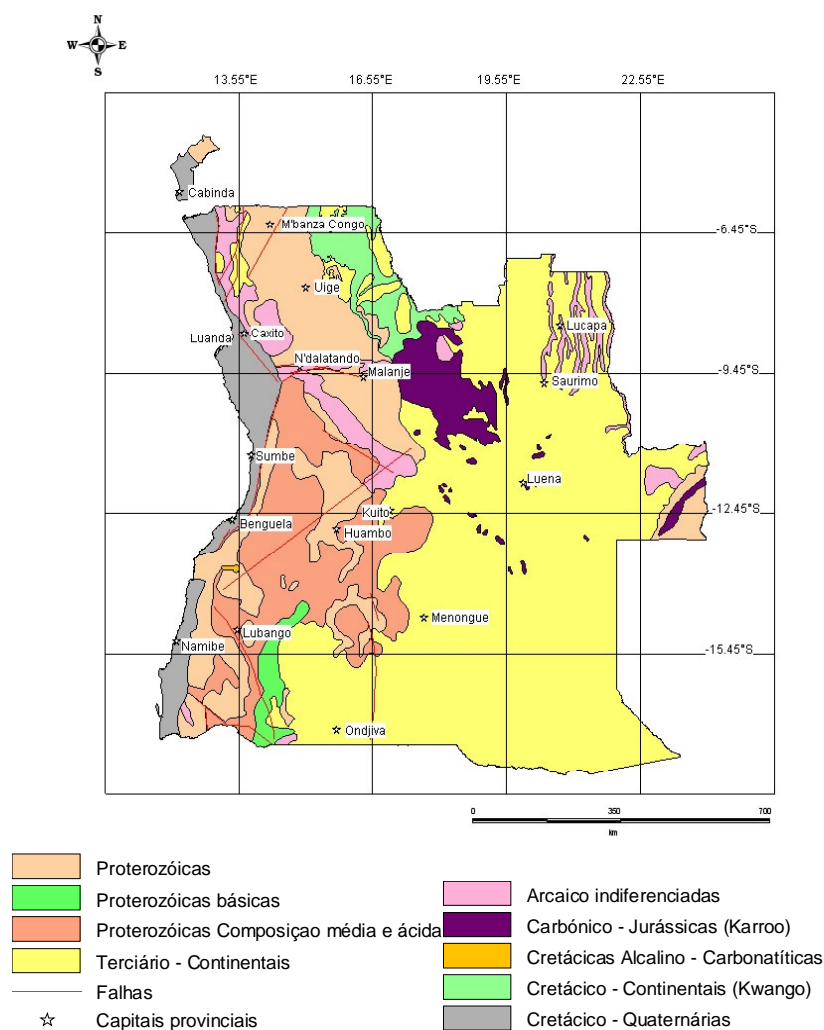 N
W E
S
13.55°E 16.55°E 19.55°E 22.55°E
Cabinda
M'banza Congo
-6.45°S
Uige
Lucapa
Luanda Caxito
N'dalatando
Malanje
-9.45°S
Saurimo
Sumbe
Luena
Kuito
-12.45°S
Benguela
Huambo
Menongue
Lubango
Namibe
-15.45°S
Ondjiva
0 350 700
km
Proterozóicas
Proterozóicas básicas
Proterozóicas Composiçao média e ácida
Terciário - Continentais
Falhas
Capitais provinciais
Arcaico indiferenciadas
Carbónico - Jurássicas (Karroo)
Cretácicas Alcalino - Carbonatíticas
Cretácico - Continentais (Kwango)
Cretácico - Quaternárias